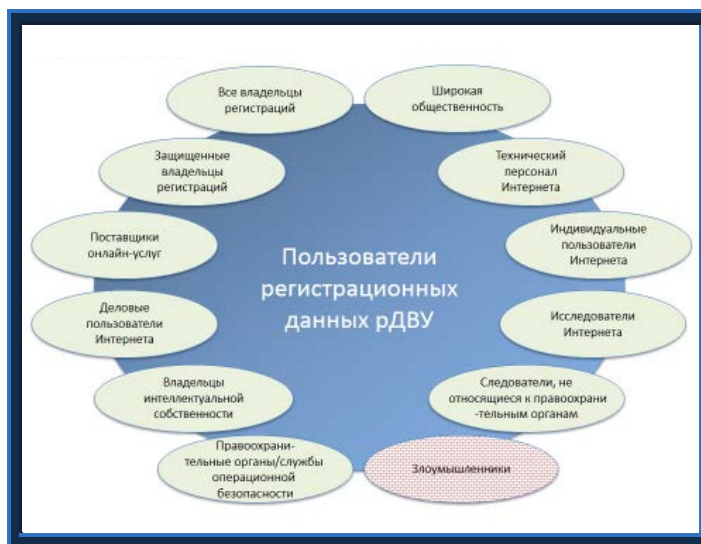 Все владельцы
регистраций
Широкая
общественность
Защищенные
владельцы
регистраций
Технический
персонал
Интернета
Поставщики
онлайн-услуг
Индивидуальные
пользователи
Интернета
Пользователи
регистрационных
данных рДВУ
Деловые
пользователи
Интернета
Исследователи
Интернета
Владельцы
интеллектуальной
собственности
Следователи, не
относящиеся к правоохрани
-тельным органам
Правоохрани-
тельные органы/службы
операционной
безопасности
Злоумышленники